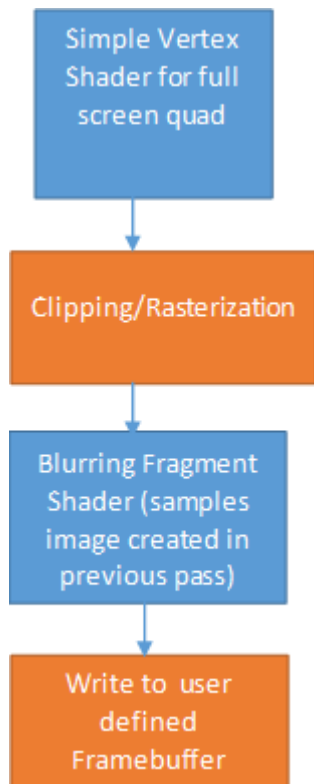 Simple Vertex
Shader for full
screen quad
Clipping/Rasterization
Blurring Fragment
Shader (samples
image created in
previous pass)
Write to user
defined
Framebuffer